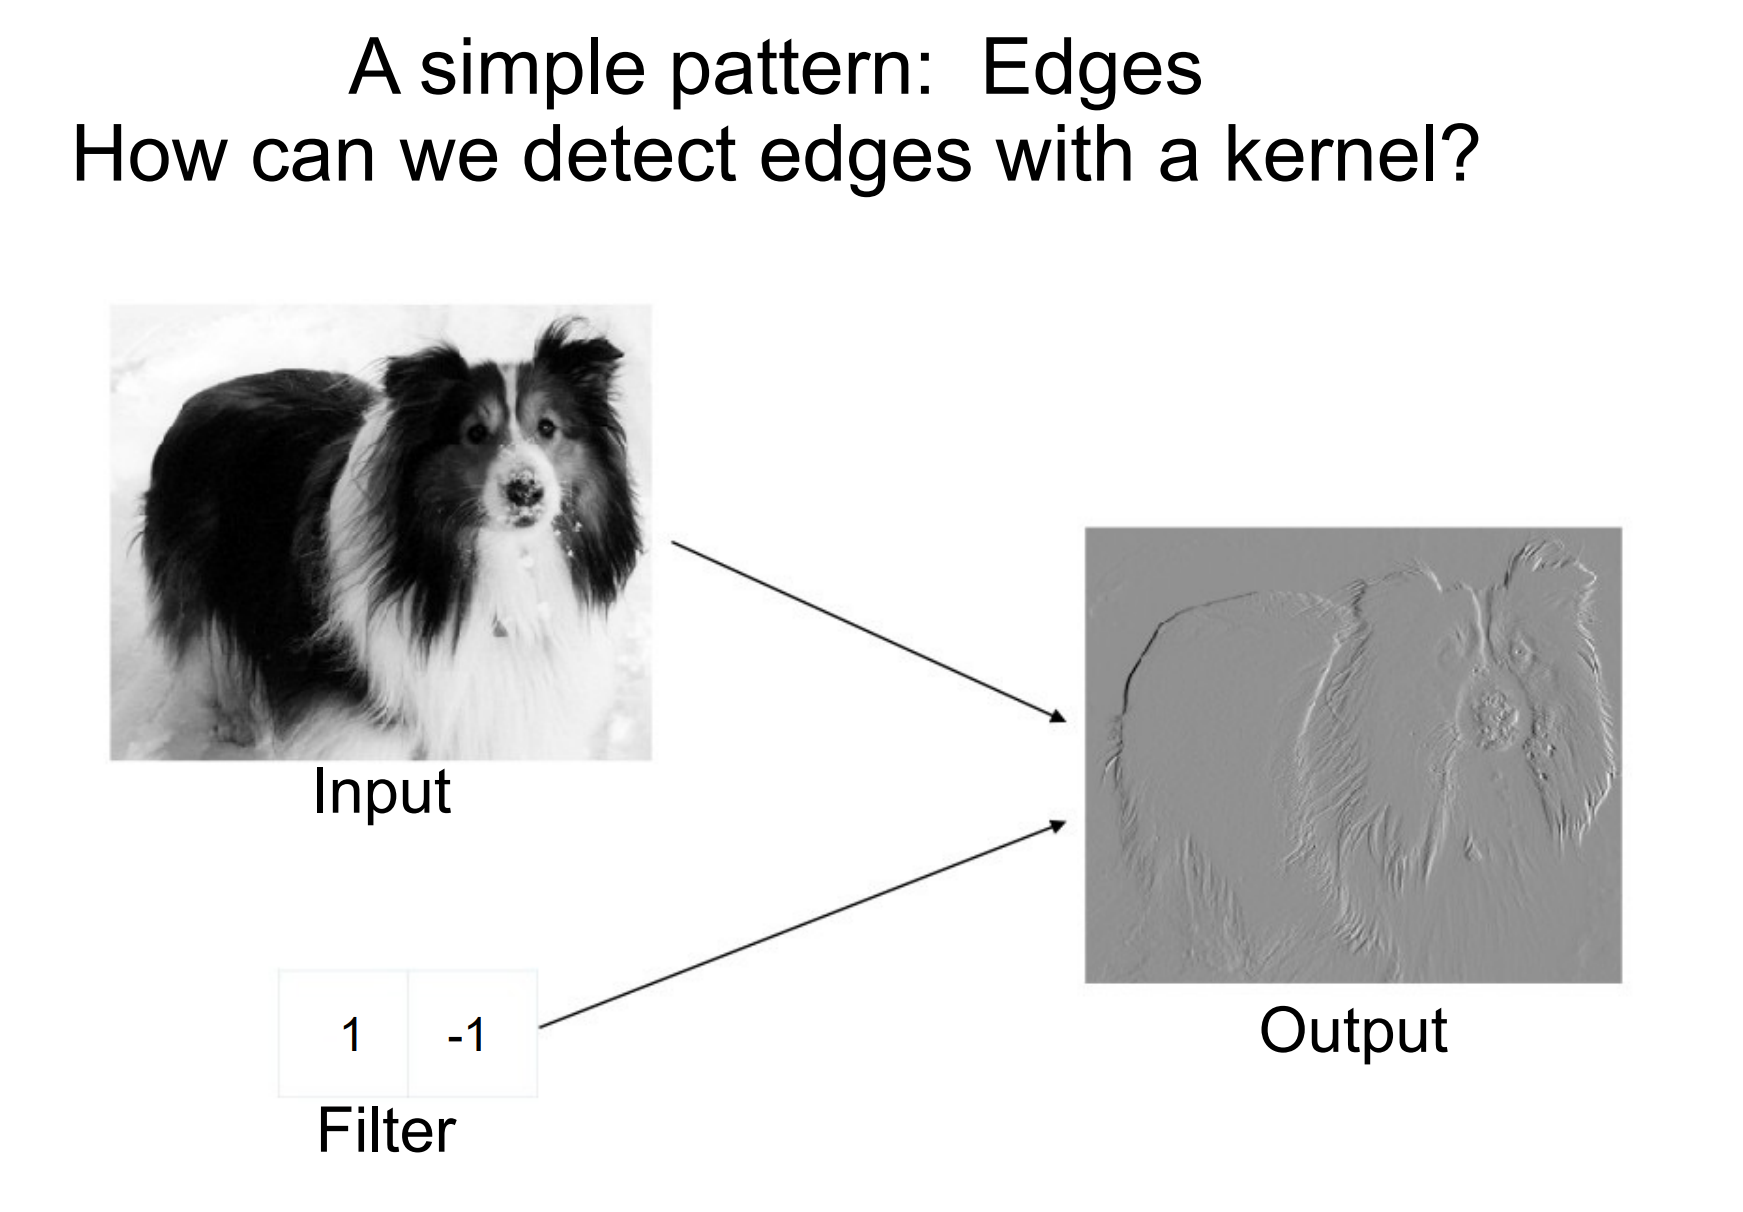 A simple pattern: Edges
How can we detect edges with a kernel?
Input
1 -1
Filter
Output